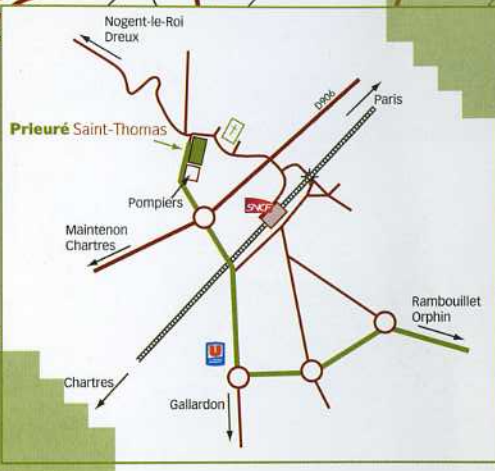 Nogent-le-Roi
Dreux
D906
Paris
Prieuré Saint-Thomas
Pompiers
SNCF
Maintenon
Chartres
Rambouillet
Orphin
U
Chartres
Gallardon